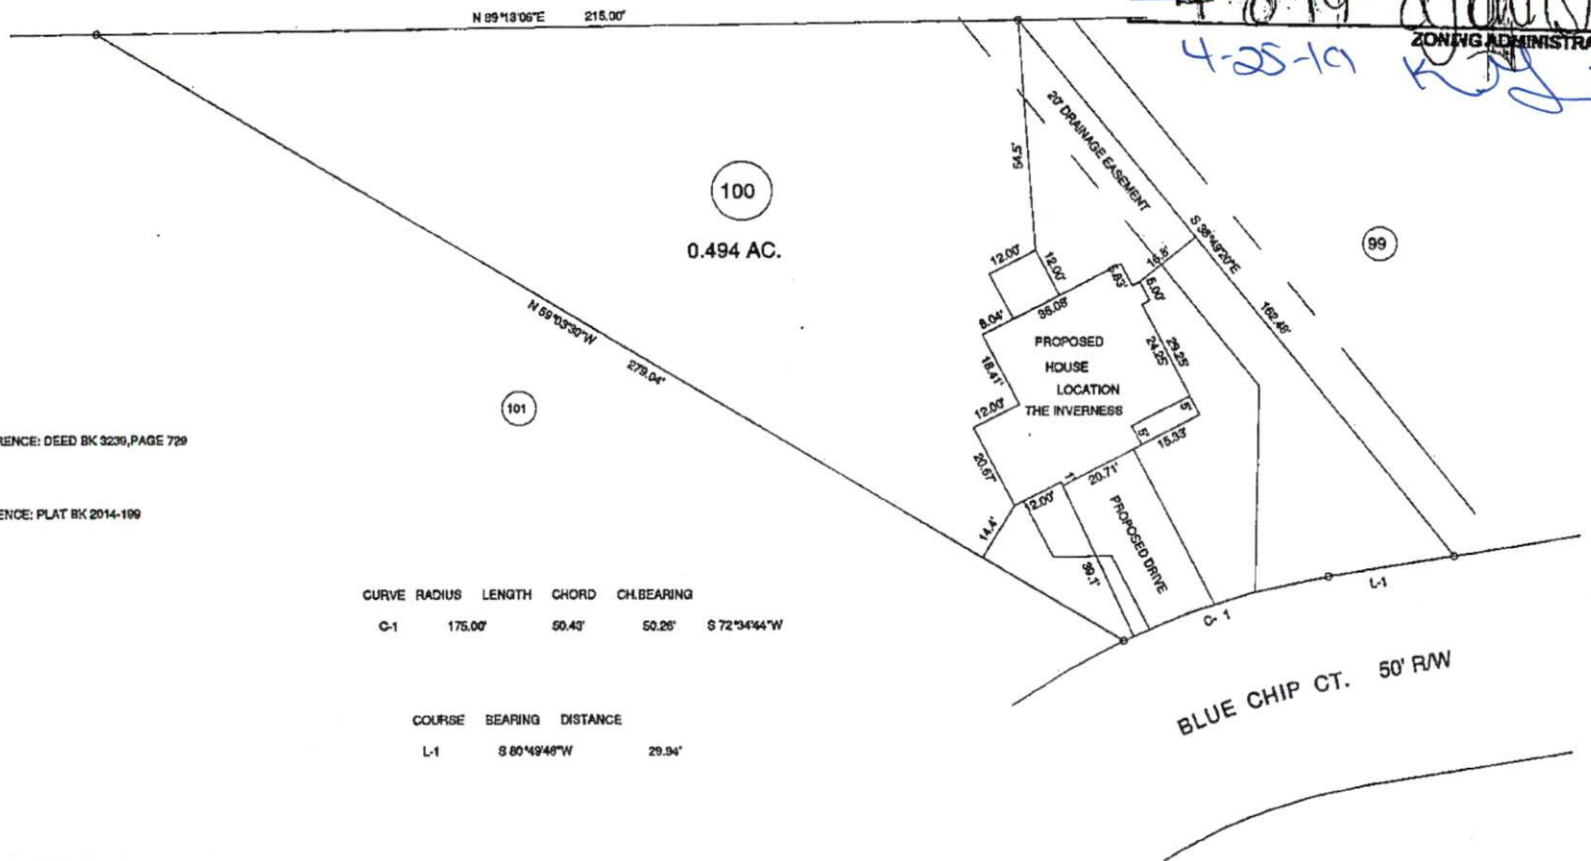 N 89°13'06"E 215.00'
ZONING ADMINISTRA
4-25-19
20' DRAINAGE EASEMENT
54.5'
100
0.494 AC.
S 38°49'20"E
99
16.8'
12.00'
12.00'
5.83'
5.00'
36.08'
8.04'
162.48'
N 59°03'30"W
279.04'
PROPOSED
HOUSE
LOCATION
THE INVERNESS
18.41'
29.25'
24.25'
101
12.00'
5'
5'
15.33'
RENCE: DEED BK 3239,PAGE 729
20.67'
20.71'
1'
12.00'
ENCE: PLAT BK 2014-199
14.4'
PROPOSED DRIVE
39.1'
L-1
C- 1
CURVE RADIUS LENGTH CHORD CH.BEARING
C-1 175.00' 50.43' 50.26' S 72°34'44"W
BLUE CHIP CT. 50' R/W
COURSE BEARING DISTANCE
L-1 S 80°49'46"W 29.94'